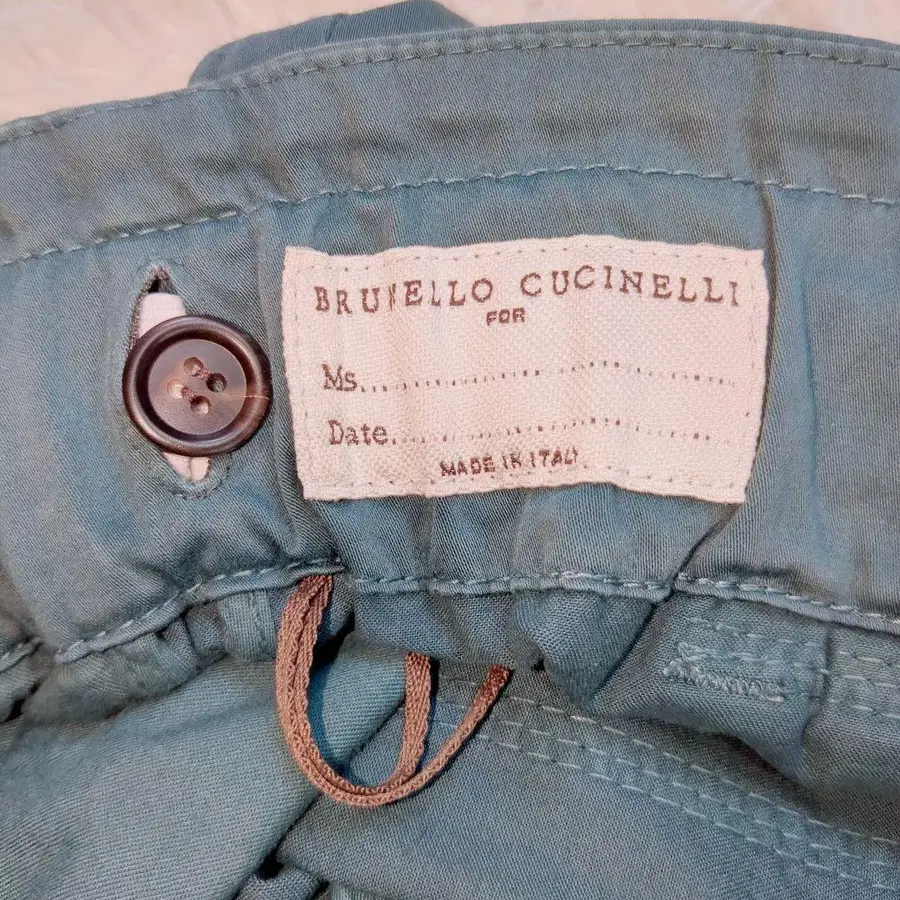 BRUNELLO CUCINELLI
FOR
Ms..............................
Date..............................
MADE IN ITALY